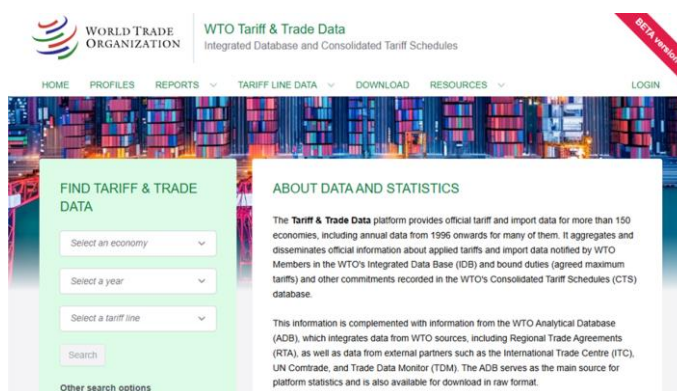 WORLD TRADE
ORGANIZATION
WTO Tariff & Trade Data
Integrated Database and Consolidated Tariff Schedules
BETA version
HOME PROFILES REPORTS TARIFF LINE DATA DOWNLOAD RESOURCES LOGIN
FIND TARIFF & TRADE
DATA
Select an economy
Select a year
Select a tariff line
Search
Other search options
ABOUT DATA AND STATISTICS
The Tariff & Trade Data platform provides official tariff and import data for more than 150
economies, including annual data from 1996 onwards for many of them. It aggregates and
disseminates official information about applied tariffs and import data notified by WTO
Members in the WTO's Integrated Data Base (IDB) and bound duties (agreed maximum
tariffs) and other commitments recorded in the WTO's Consolidated Tariff Schedules (CTS)
database.
This information is complemented with information from the WTO Analytical Database
(ADB), which integrates data from WTO sources, including Regional Trade Agreements
(RTA), as well as data from external partners such as the International Trade Centre (ITC),
UN Comtrade, and Trade Data Monitor (TDM). The ADB serves as the main source for
platform statistics and is also available for download in raw format.